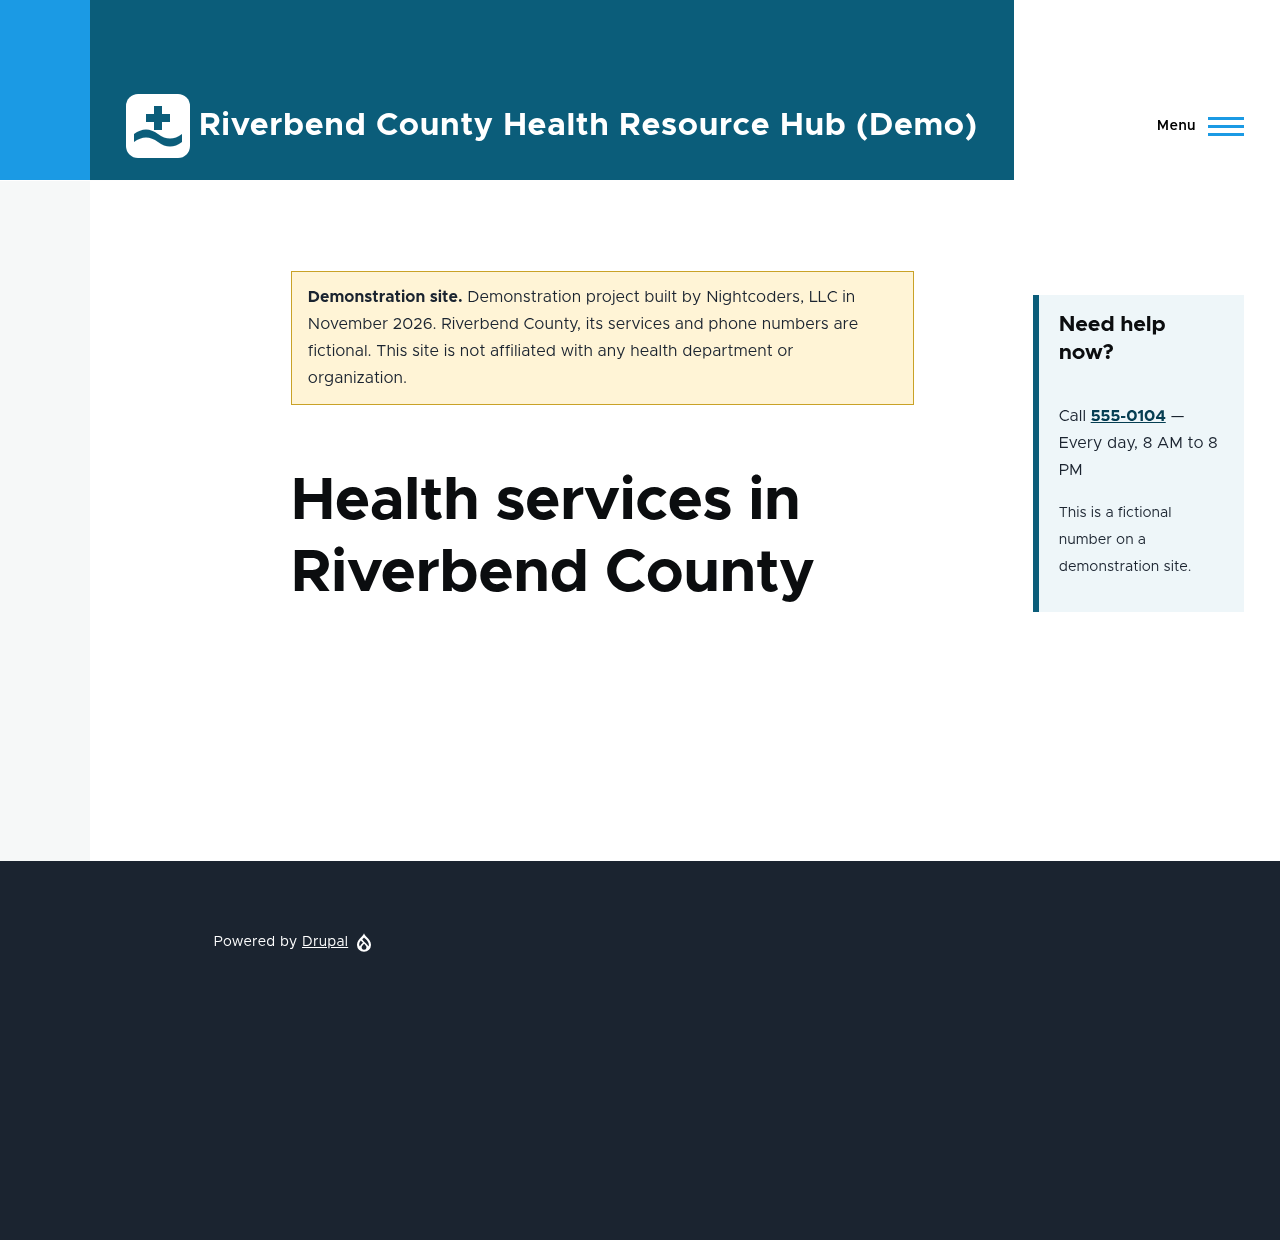 Riverbend County Health Resource Hub (Demo)
Menu
Demonstration site. Demonstration project built by Nightcoders, LLC in
November 2026. Riverbend County, its services and phone numbers are
fictional. This site is not affiliated with any health department or
organization.
Health services in
Riverbend County
Need help
now?
Call 555-0104 —
Every day, 8 AM to 8
PM
This is a fictional
number on a
demonstration site.
Powered by Drupal